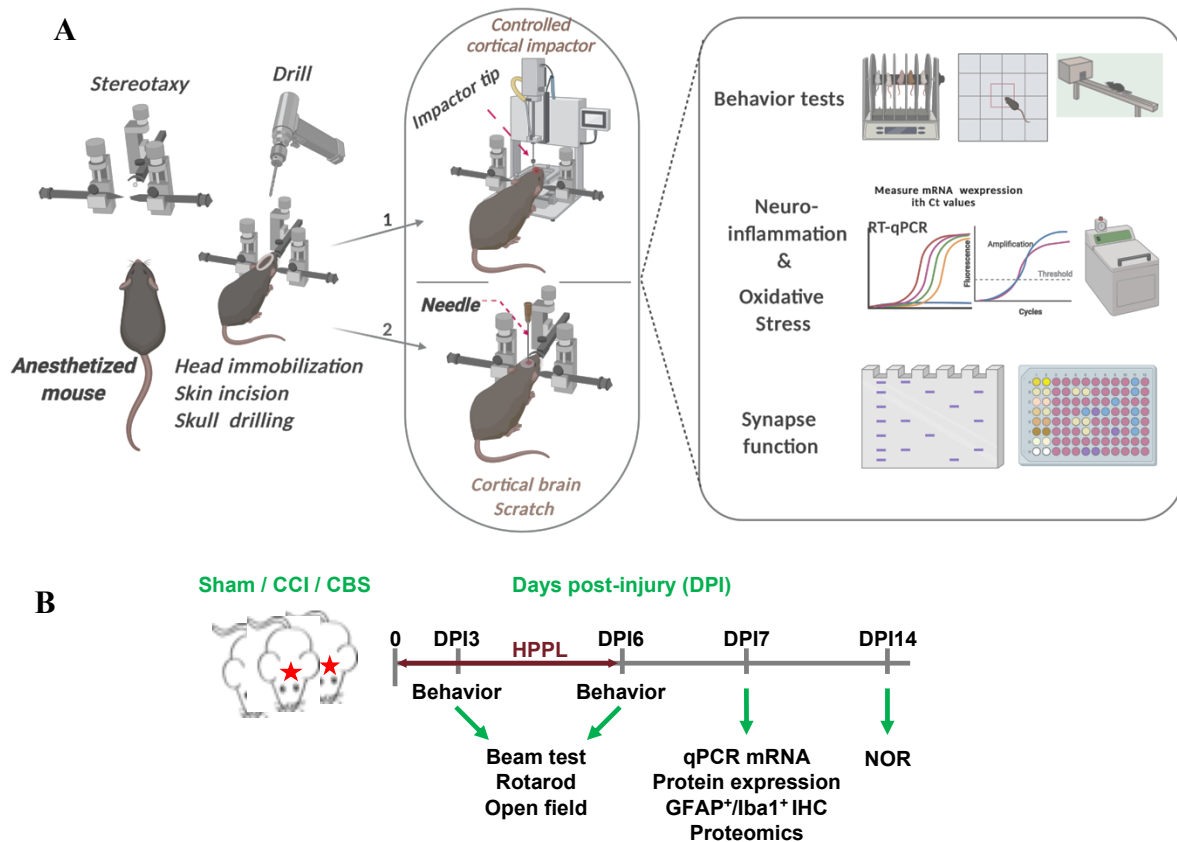 A
Stereotaxy
Drill
Anesthetized
mouse
Head immobilization
Skin incision
Skull drilling
1
2
Controlled
cortical impactor
Impactor tip
Needle
Cortical brain
Scratch
Behavior tests
Neuro-
inflammation
&
Oxidative
Stress
Measure mRNA wexpression
ith Ct values
RT-qPCR
Fluorescence
Amplification
Threshold
Cycles
Synapse
function
B
Sham / CCI / CBS
Days post-injury (DPI)
0
DPI3
HPPL
DPI6
DPI7
DPI14
Behavior
Behavior
Beam test
Rotarod
Open field
qPCR mRNA
Protein expression
GFAP⁺/Iba1⁺ IHC
Proteomics
NOR